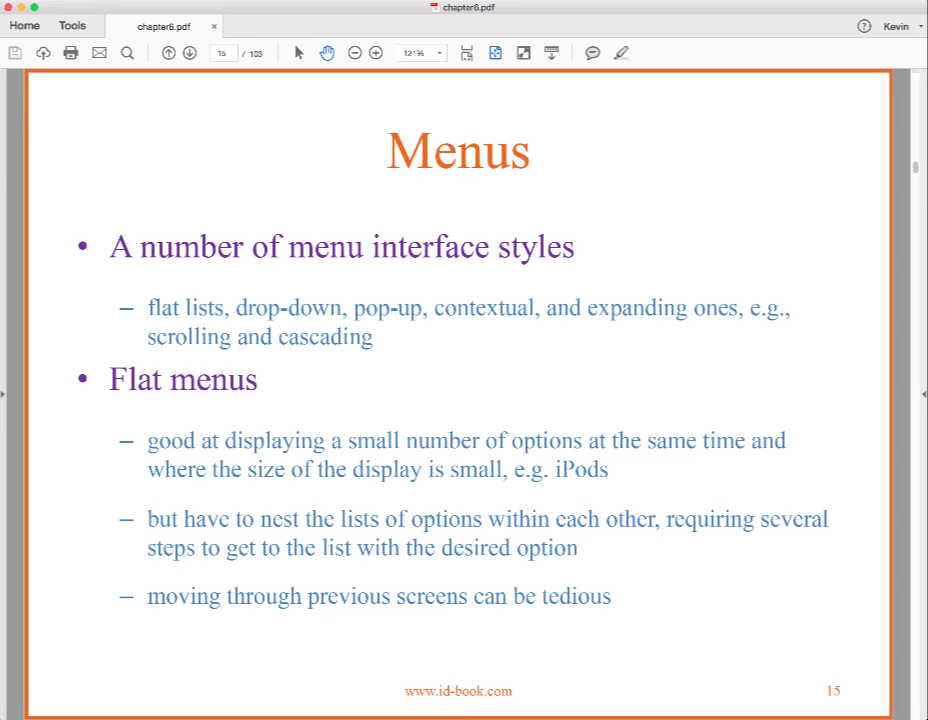 chapter6.pdf
Home Tools chapter6.pdf × ? Kevin
16 / 103 121%
Menus
• A number of menu interface styles
– flat lists, drop-down, pop-up, contextual, and expanding ones, e.g.,
scrolling and cascading
• Flat menus
– good at displaying a small number of options at the same time and
where the size of the display is small, e.g. iPods
– but have to nest the lists of options within each other, requiring several
steps to get to the list with the desired option
– moving through previous screens can be tedious
www.id-book.com 15